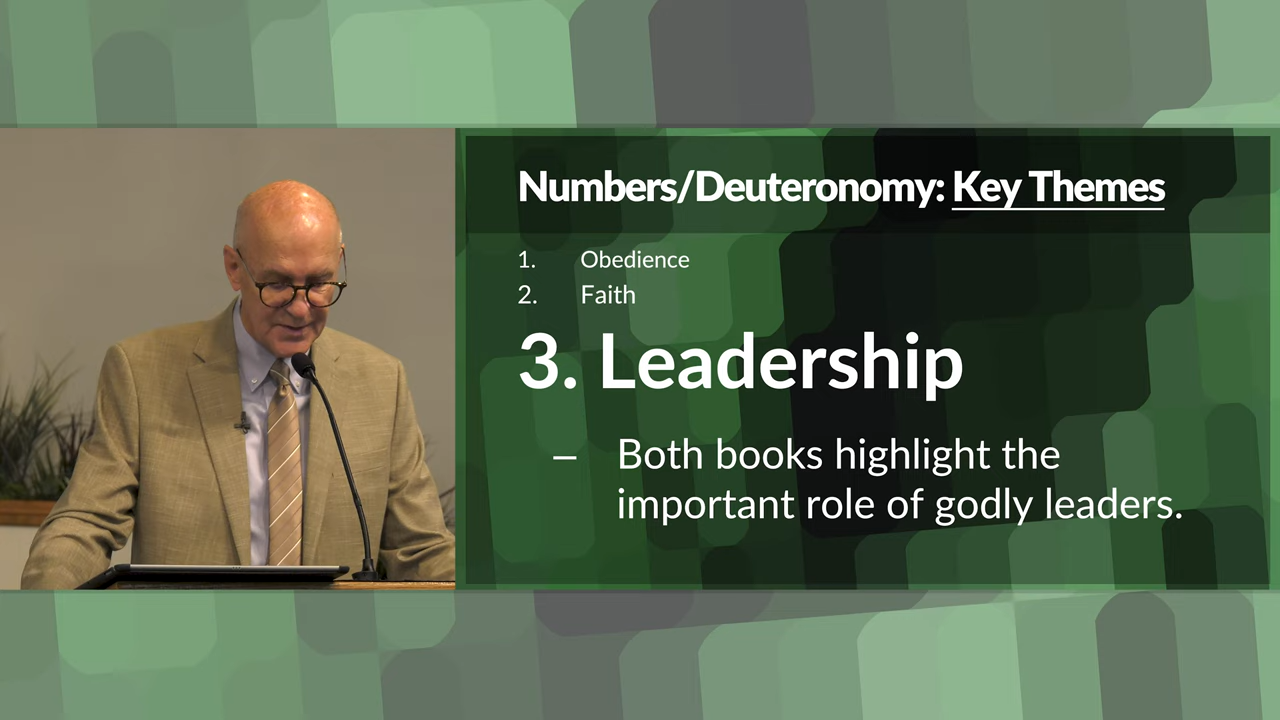 Numbers/Deuteronomy: Key Themes
1. Obedience
2. Faith
3. Leadership
– Both books highlight the
important role of godly leaders.